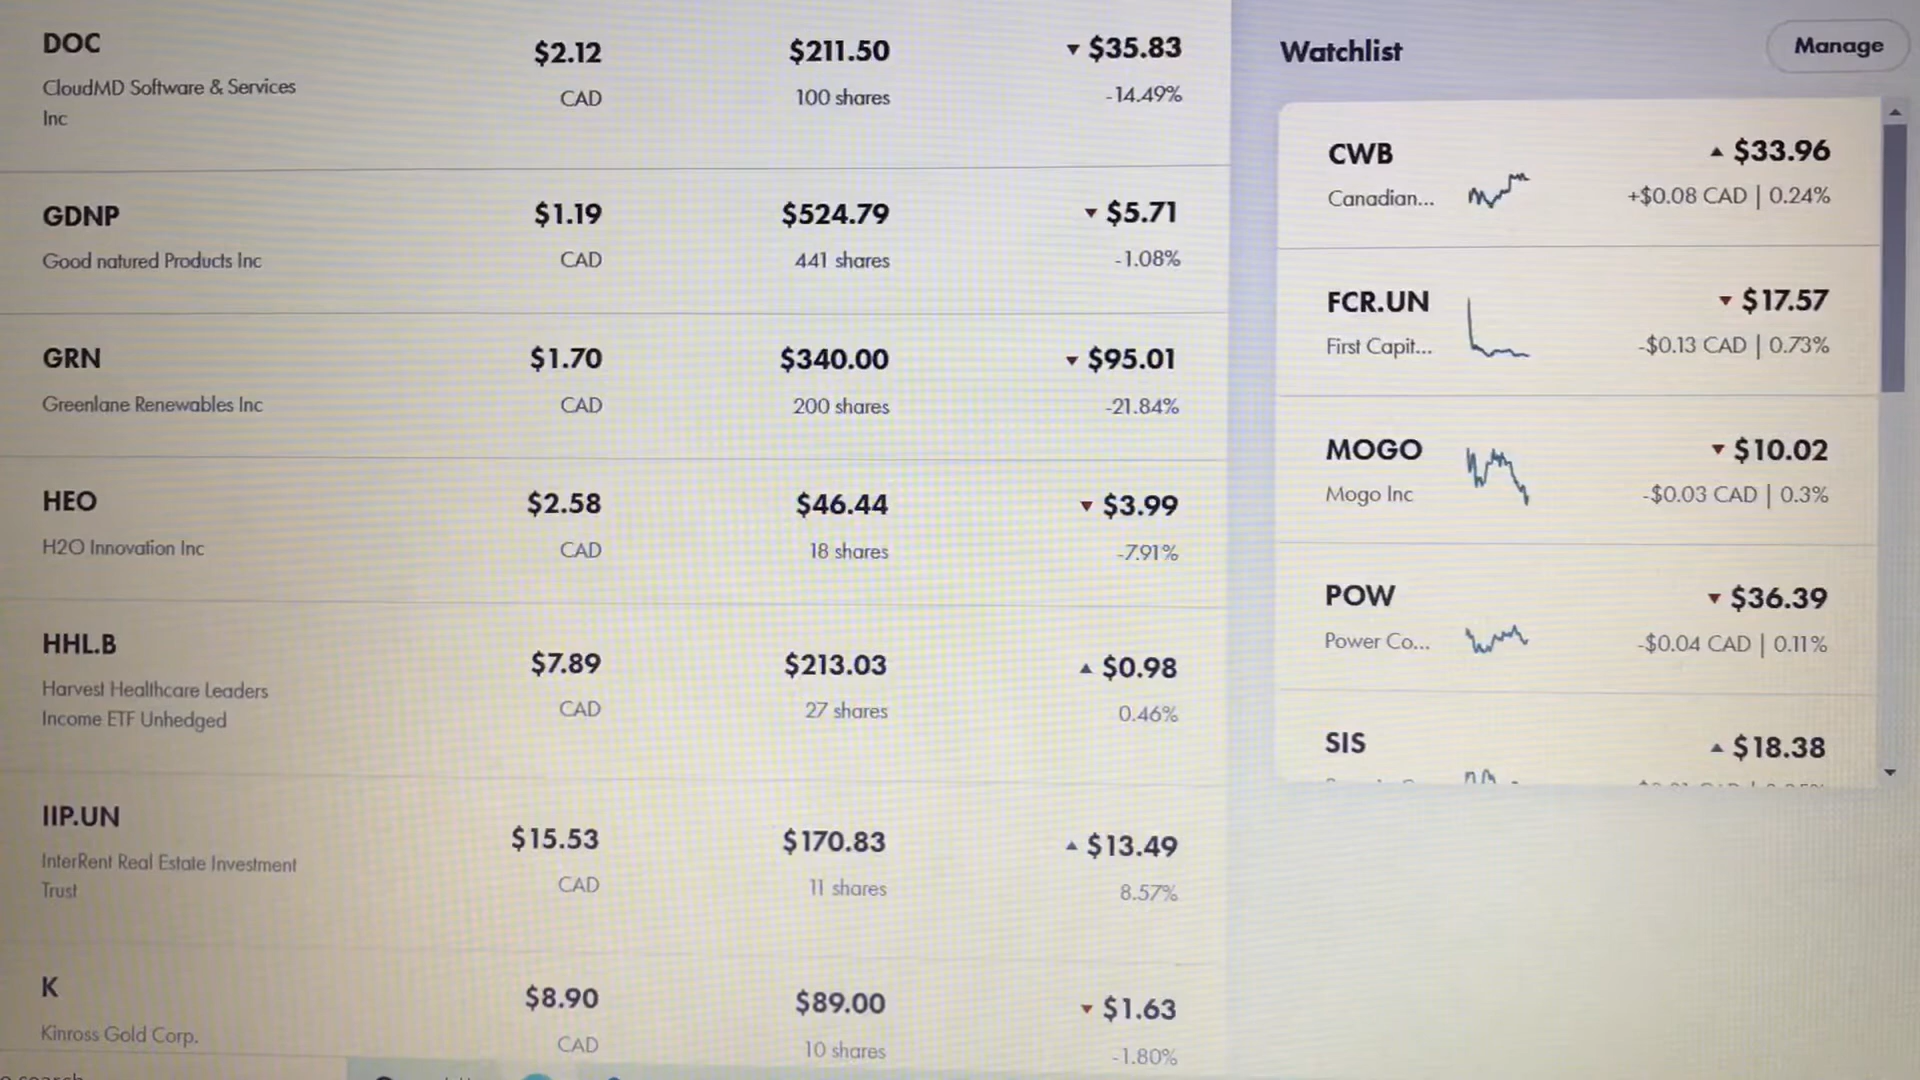 DOC
CloudMD Software & Services
Inc
$2.12
CAD
$211.50
100 shares
▼ $35.83
-14.49%
GDNP
Good natured Products Inc
$1.19
CAD
$524.79
441 shares
▼ $5.71
-1.08%
GRN
Greenlane Renewables Inc
$1.70
CAD
$340.00
200 shares
▼ $95.01
-21.84%
HEO
H2O Innovation Inc
$2.58
CAD
$46.44
18 shares
▼ $3.99
-7.91%
HHL.B
Harvest Healthcare Leaders
Income ETF Unhedged
$7.89
CAD
$213.03
27 shares
▲ $0.98
0.46%
IIP.UN
InterRent Real Estate Investment
Trust
$15.53
CAD
$170.83
11 shares
▲ $13.49
8.57%
K
Kinross Gold Corp.
$8.90
CAD
$89.00
10 shares
▼ $1.63
-1.80%
Watchlist
Manage
CWB
Canadian...
▲ $33.96
+$0.08 CAD | 0.24%
FCR.UN
First Capit...
▼ $17.57
-$0.13 CAD | 0.73%
MOGO
Mogo Inc
▼ $10.02
-$0.03 CAD | 0.3%
POW
Power Co...
▼ $36.39
-$0.04 CAD | 0.11%
SIS
▲ $18.38